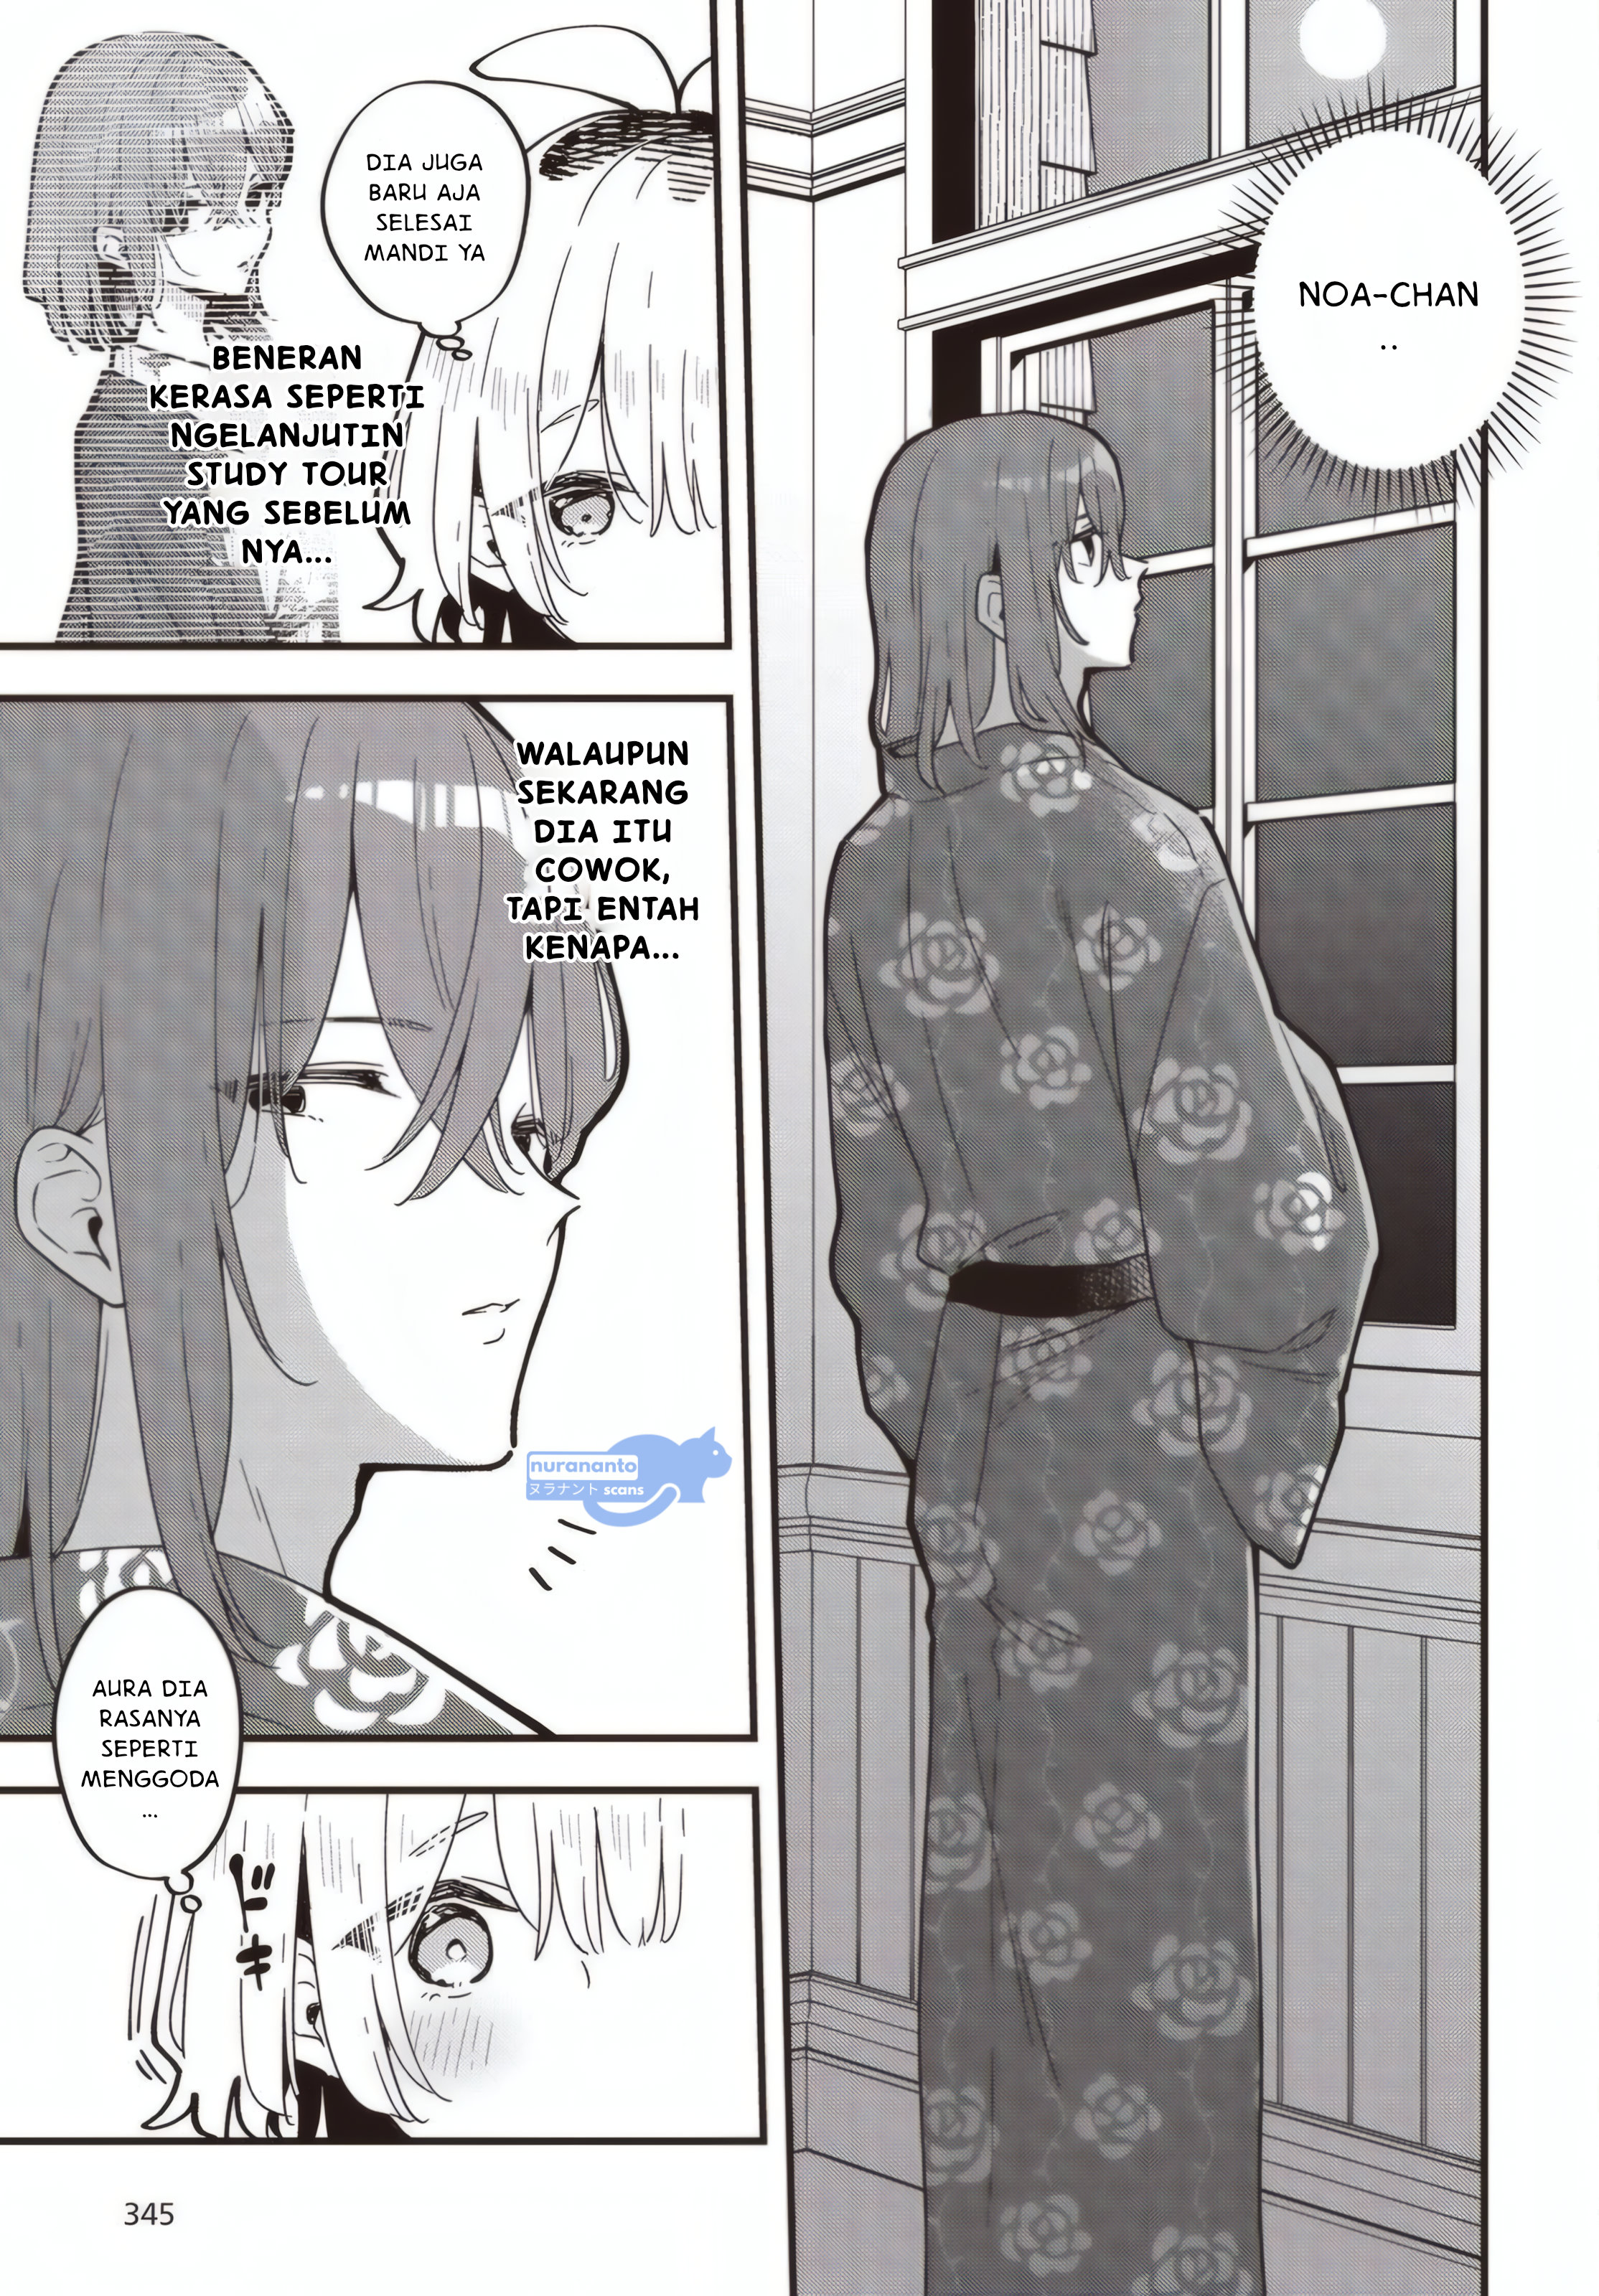 NOA-CHAN
..
DIA JUGA
BARU AJA
SELESAI
MANDI YA
BENERAN
KERASA SEPERTI
NGELANJUTIN
STUDY TOUR
YANG SEBELUM
NYA...
WALAUPUN
SEKARANG
DIA ITU
COWOK,
TAPI ENTAH
KENAPA...
nurananto
ヌラナント scans
AURA DIA
RASANYA
SEPERTI
MENGGODA
...
ドキ
345